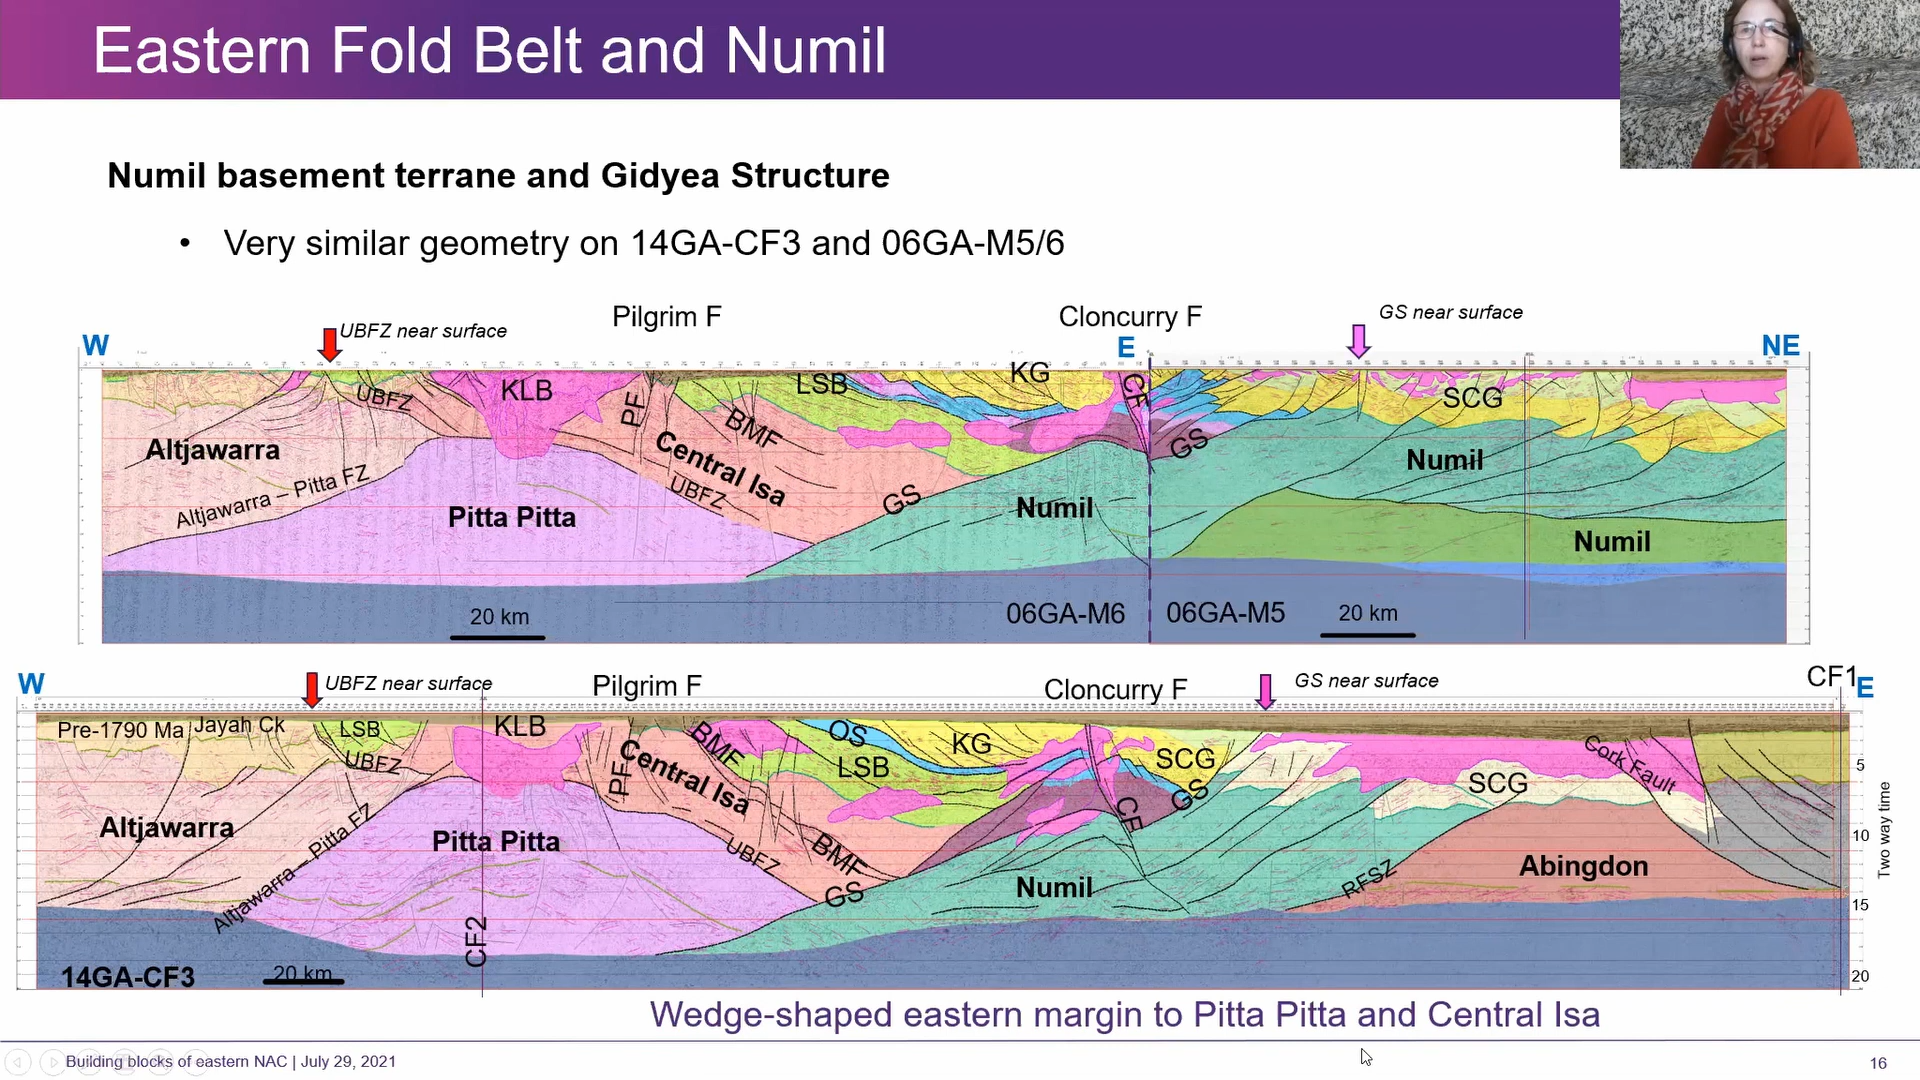 Eastern Fold Belt and Numil
Numil basement terrane and Gidyea Structure
• Very similar geometry on 14GA-CF3 and 06GA-M5/6
Pilgrim F
Cloncurry F
GS near surface
UBFZ near surface
W
E
NE
KLB
LSB
KG
CF
UBFZ
PF
BMF
SCG
GS
Altjawarra
Central Isa
Numil
Altjawarra – Pitta FZ
UBFZ
GS
Pitta Pitta
Numil
Numil
20 km
06GA-M6
06GA-M5
20 km
W
UBFZ near surface
Pilgrim F
Cloncurry F
GS near surface
CF1
E
Pre-1790 Ma
Jayah Ck
LSB
KLB
BMF
OS
KG
SCG
Cork Fault
UBFZ
PF
Central Isa
LSB
GS
SCG
5
Altjawarra
Altjawarra – Pitta FZ
Pitta Pitta
UBFZ
BMF
CF
10
Two way time
GS
Numil
RFSZ
Abingdon
15
CF2
14GA-CF3
20 km
20
Wedge-shaped eastern margin to Pitta Pitta and Central Isa
Building blocks of eastern NAC | July 29, 2021
16